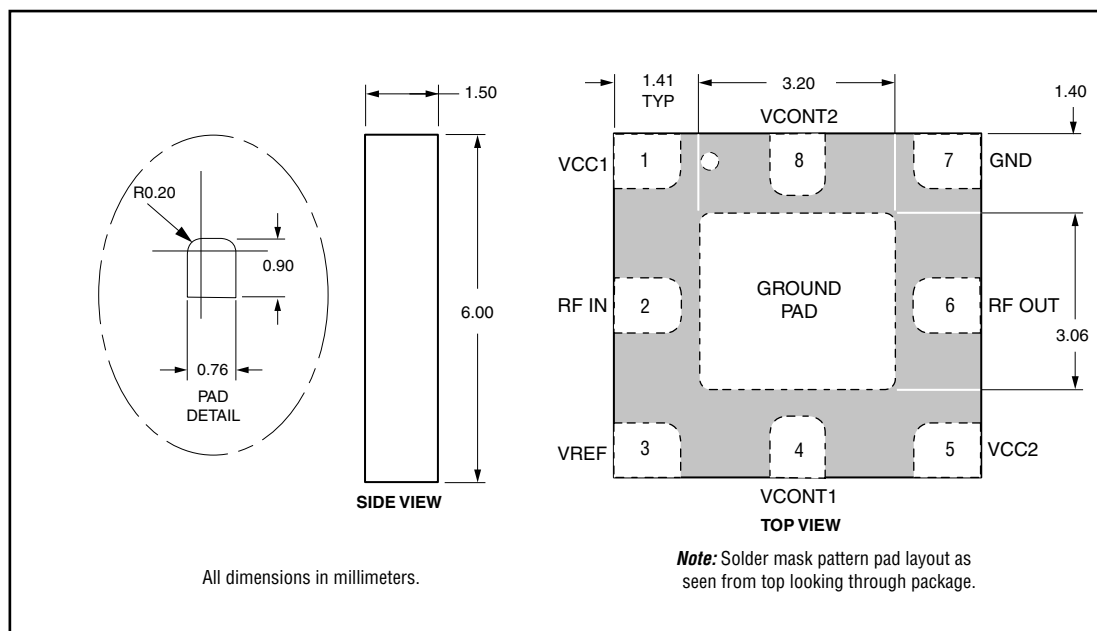 1.50
1.41
TYP
3.20
1.40
VCONT2
VCC1
1
8
7
GND
R0.20
0.90
6.00
RF IN
2
GROUND
PAD
6
RF OUT
3.06
0.76
PAD
DETAIL
VREF
3
4
5
VCC2
SIDE VIEW
VCONT1
TOP VIEW
All dimensions in millimeters.
Note: Solder mask pattern pad layout as
seen from top looking through package.